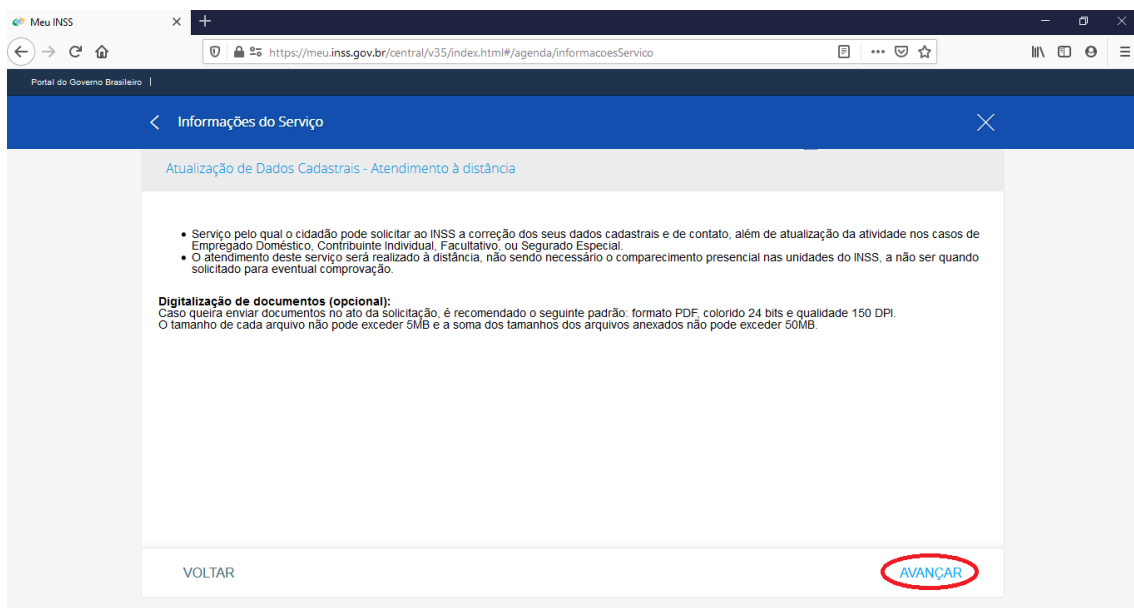 Meu INSS
https://meu.inss.gov.br/central/v35/index.html#/agenda/informacoesServico
Portal do Governo Brasileiro |
Informações do Serviço
Atualização de Dados Cadastrais - Atendimento à distância
• Serviço pelo qual o cidadão pode solicitar ao INSS a correção dos seus dados cadastrais e de contato, além de atualização da atividade nos casos de
Empregado Doméstico, Contribuinte Individual, Facultativo, ou Segurado Especial.
• O atendimento deste serviço será realizado à distância, não sendo necessário o comparecimento presencial nas unidades do INSS, a não ser quando
solicitado para eventual comprovação.
Digitalização de documentos (opcional):
Caso queira enviar documentos no ato da solicitação, é recomendado o seguinte padrão: formato PDF, colorido 24 bits e qualidade 150 DPI.
O tamanho de cada arquivo não pode exceder 5MB e a soma dos tamanhos dos arquivos anexados não pode exceder 50MB.
VOLTAR
AVANÇAR